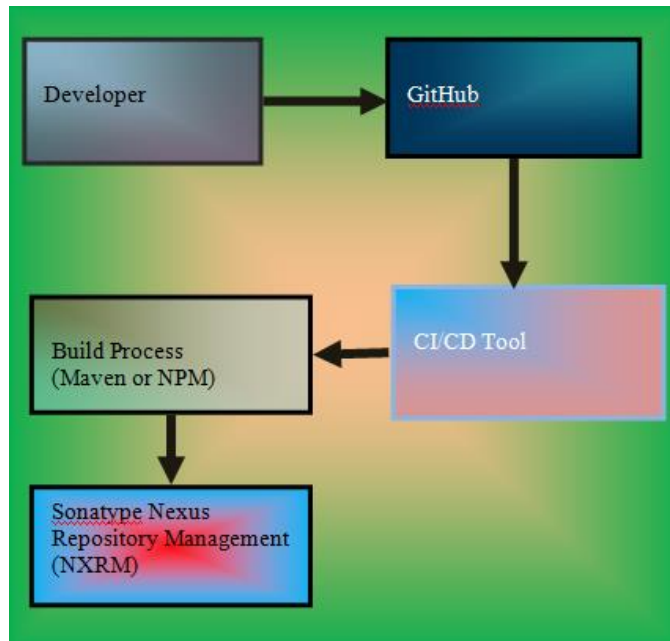 Developer
GitHub
CI/CD Tool
Build Process
(Maven or NPM)
Sonatype Nexus
Repository Management
(NXRM)